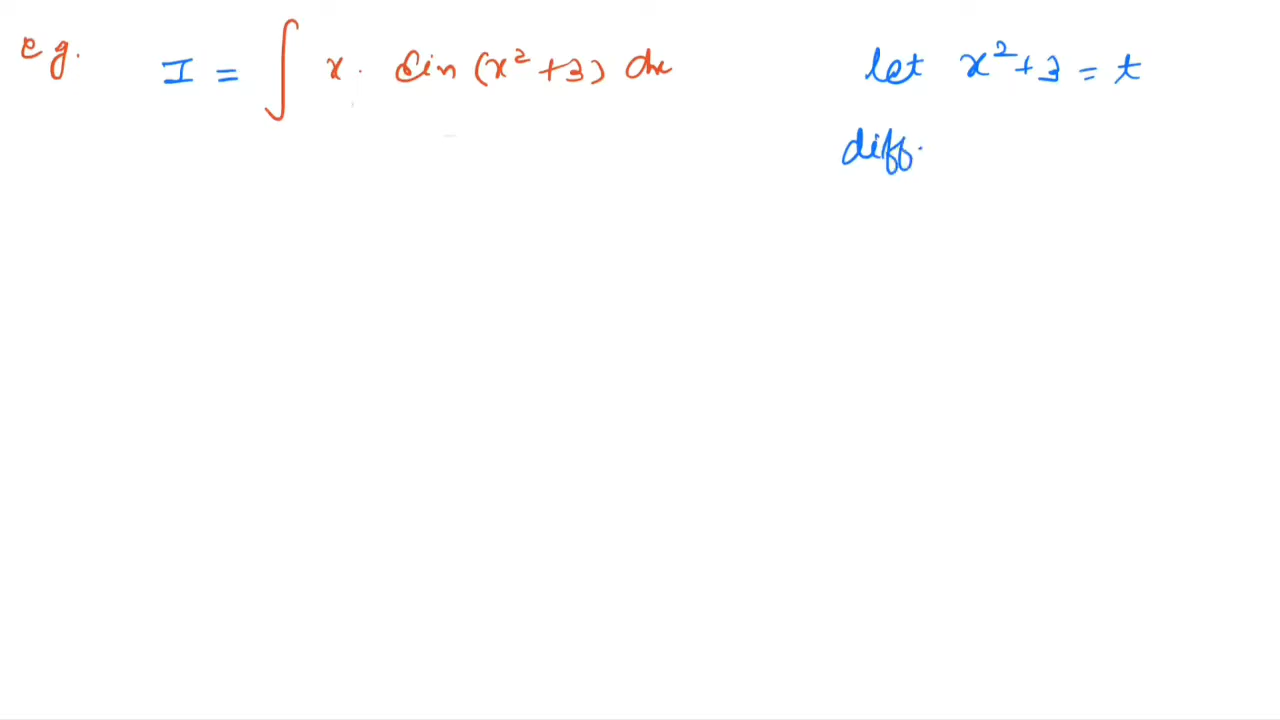 e.g. I = ∫ x · sin (x² + 3) dx let x² + 3 = t
diff.